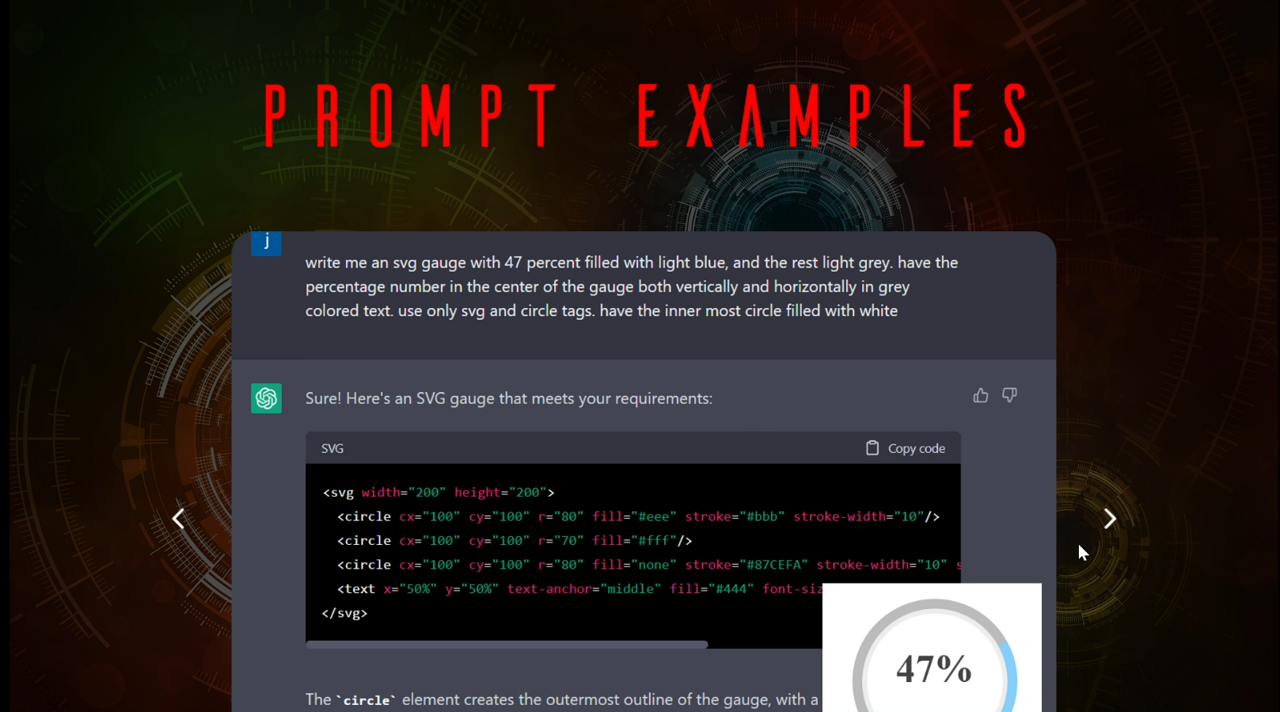 PROMPT EXAMPLES
j
write me an svg gauge with 47 percent filled with light blue, and the rest light grey. have the
percentage number in the center of the gauge both vertically and horizontally in grey
colored text. use only svg and circle tags. have the inner most circle filled with white
Sure! Here's an SVG gauge that meets your requirements:
SVG Copy code
<svg width="200" height="200">
<circle cx="100" cy="100" r="80" fill="#eee" stroke="#bbb" stroke-width="10"/>
<circle cx="100" cy="100" r="70" fill="#fff"/>
<circle cx="100" cy="100" r="80" fill="none" stroke="#87CEFA" stroke-width="10" s
<text x="50%" y="50%" text-anchor="middle" fill="#444" font-siz
</svg>
47%
The `circle` element creates the outermost outline of the gauge, with a